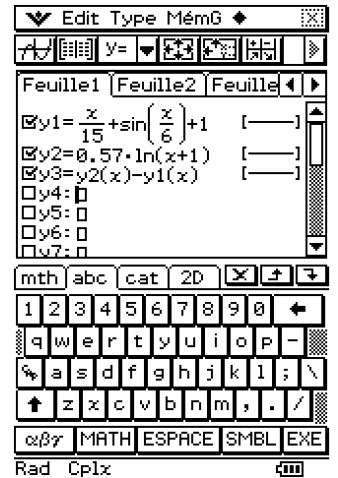 Edit Type MémG ◆
y=
Feuille1 Feuille2 Feuille
y1=x/15+sin(x/6)+1 [——]
y2=0.57·ln(x+1) [——]
y3=y2(x)-y1(x) [——]
y4:
y5:
y6:
y7:
mth abc cat 2D
1 2 3 4 5 6 7 8 9 0 ←
q w e r t y u i o p -
a s d f g h j k l ; \
↑ z x c v b n m , . /
αβγ MATH ESPACE SMBL EXE
Rad Cplx